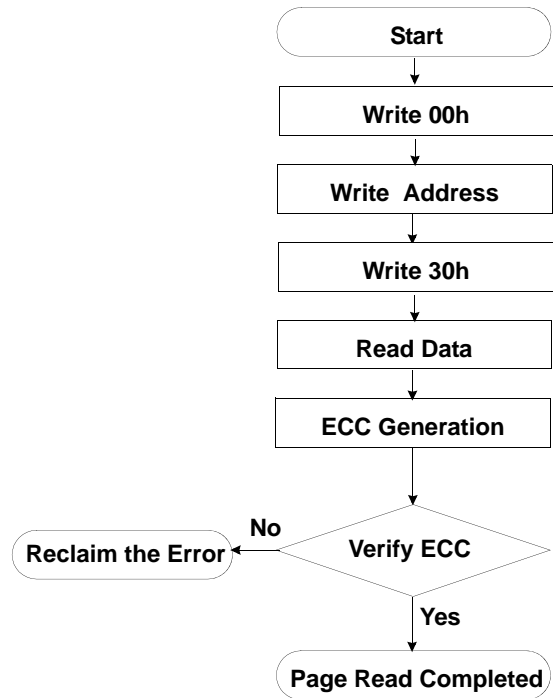 Start
Write 00h
Write Address
Write 30h
Read Data
ECC Generation
Verify ECC
No
Reclaim the Error
Yes
Page Read Completed